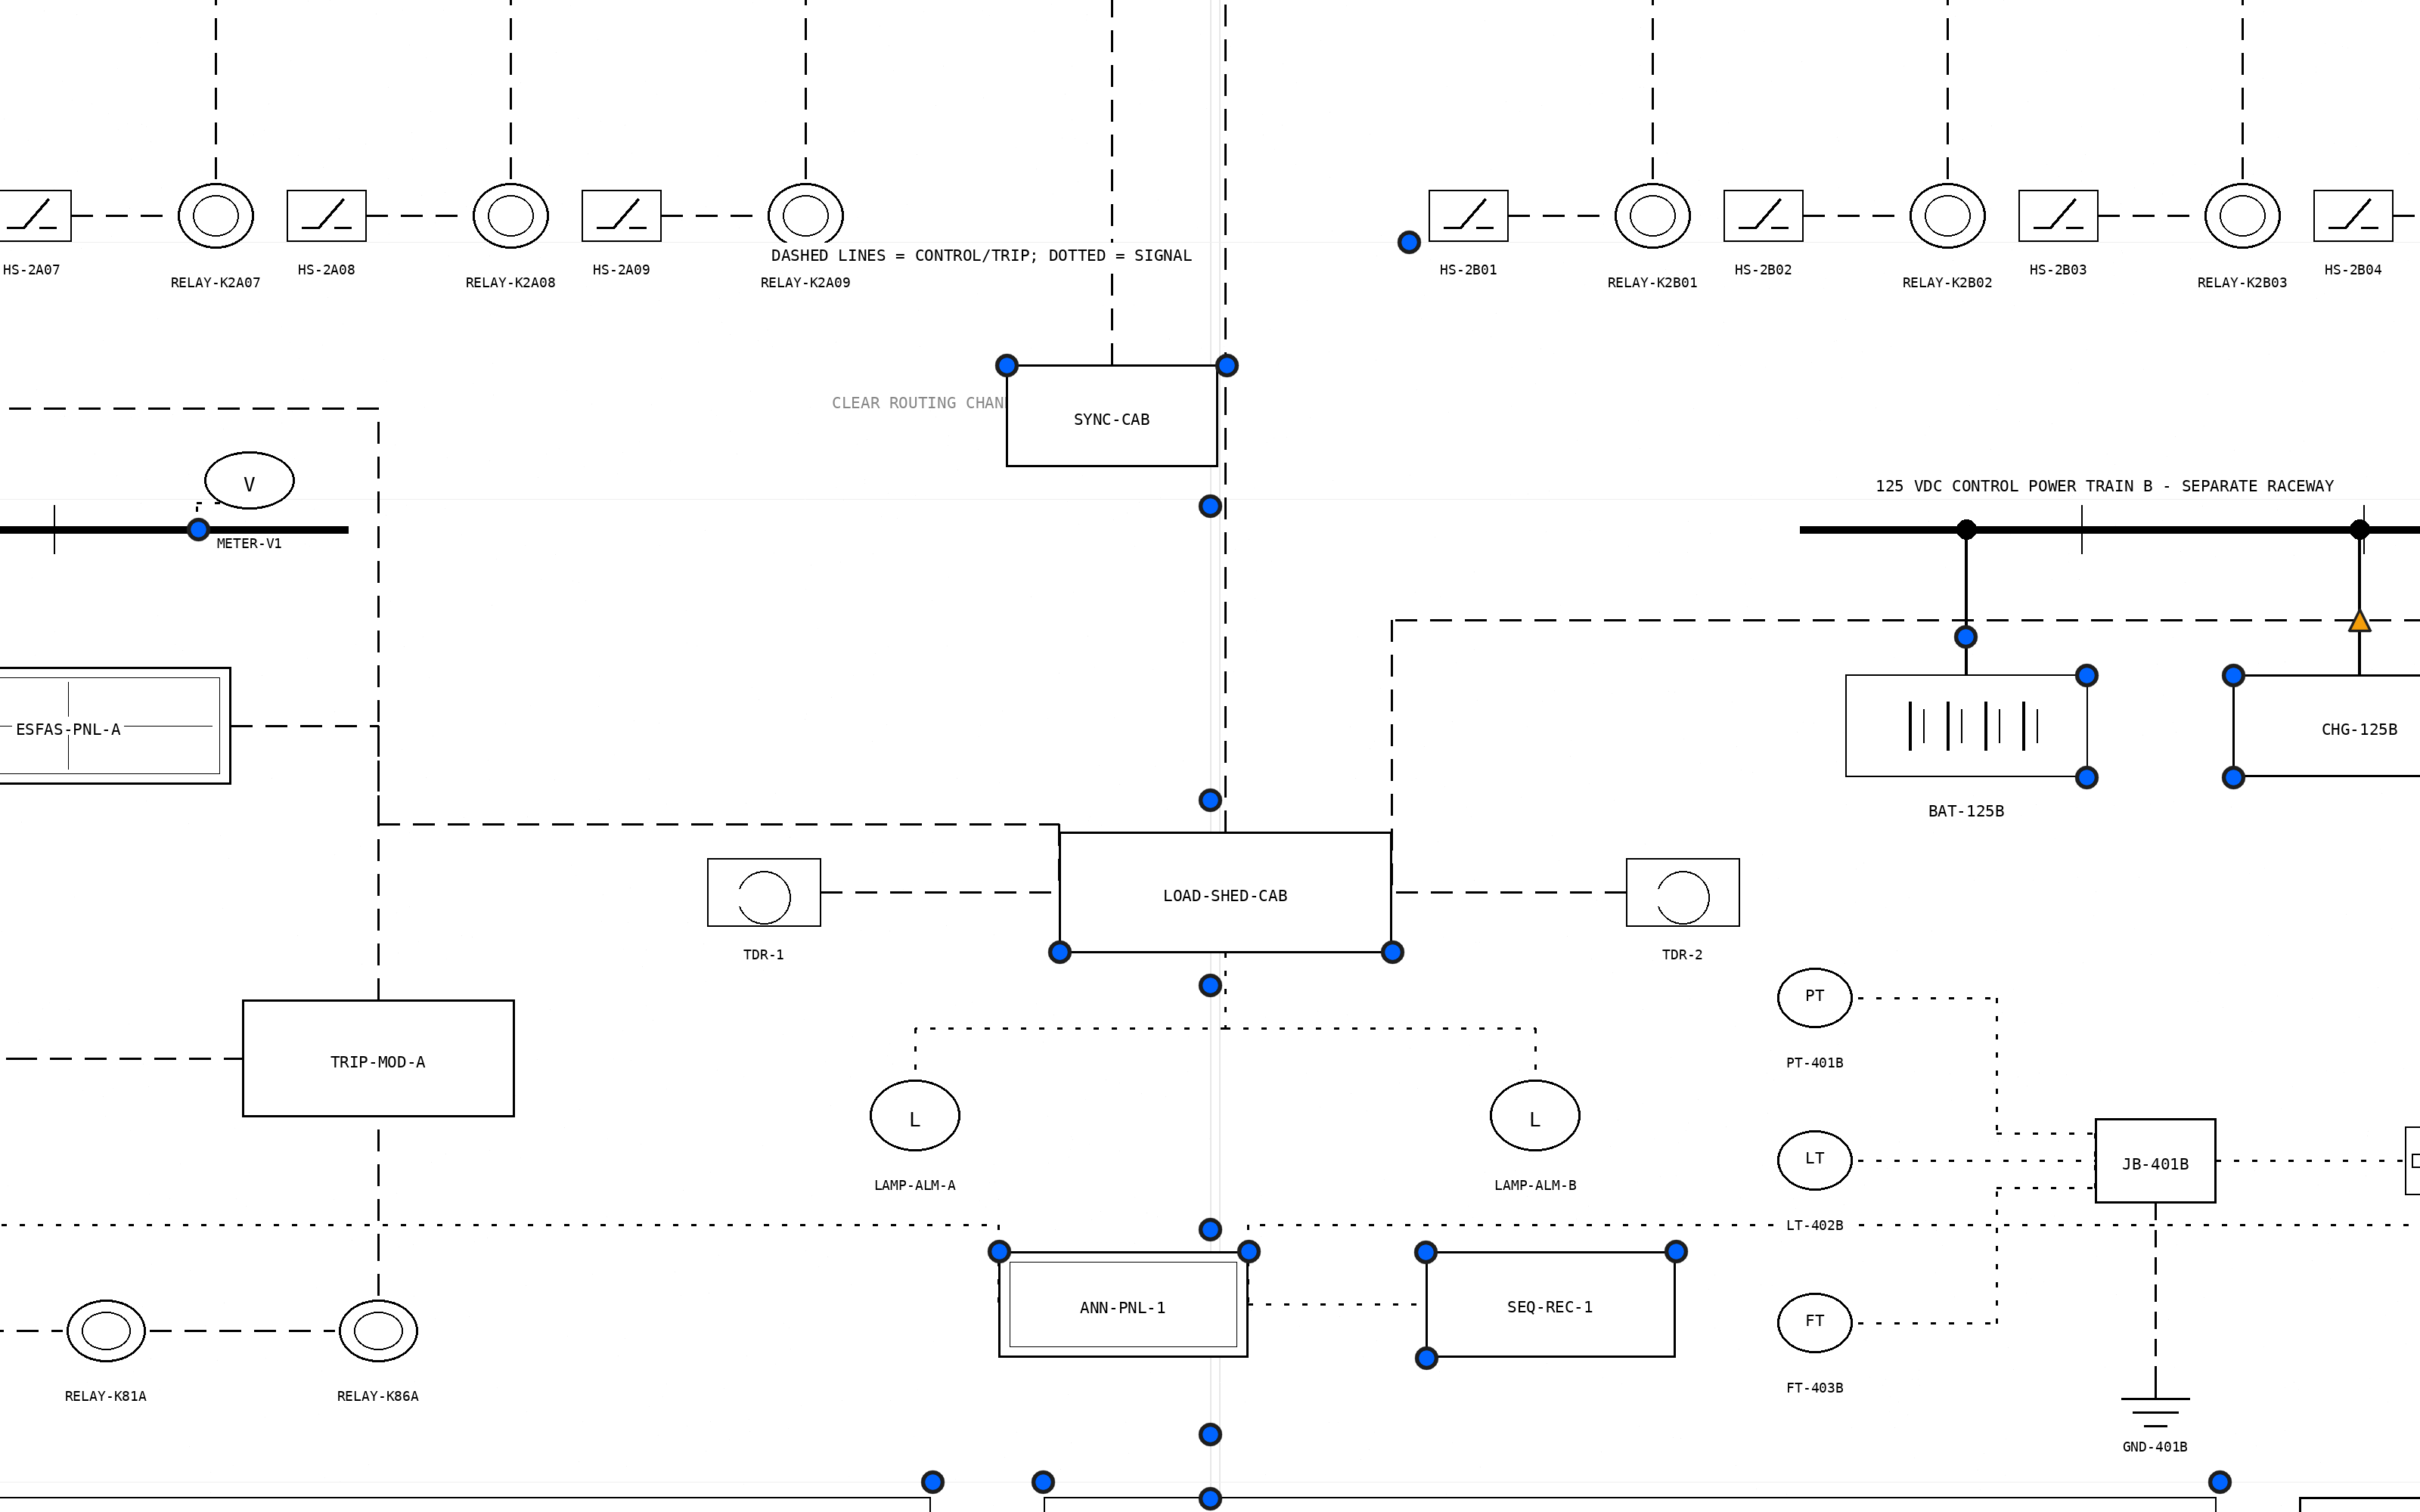 DASHED LINES = CONTROL/TRIP; DOTTED = SIGNAL
HS-2A07
HS-2A08
HS-2A09
HS-2B01
HS-2B02
HS-2B03
HS-2B04
RELAY-K2A07
RELAY-K2A08
RELAY-K2A09
RELAY-K2B01
RELAY-K2B02
RELAY-K2B03
CLEAR ROUTING CHAN
SYNC-CAB
V
METER-V1
125 VDC CONTROL POWER TRAIN B - SEPARATE RACEWAY
ESFAS-PNL-A
CHG-125B
BAT-125B
LOAD-SHED-CAB
TDR-1
TDR-2
PT
PT-401B
TRIP-MOD-A
L
L
LAMP-ALM-A
LAMP-ALM-B
LT
LT-402B
JB-401B
ANN-PNL-1
SEQ-REC-1
FT
FT-403B
RELAY-K81A
RELAY-K86A
GND-401B